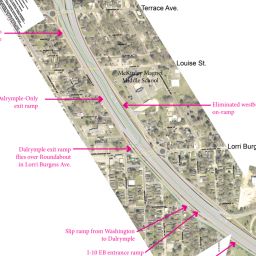 Terrace Ave.
Louise St.
McKinley Magnet
Middle School
Dalrymple-Only
exit ramp
Eliminated westb
on-ramp
Dalrymple exit ramp
flies over Roundabout
in Lorri Burgess Ave.
Lorri Burg
Slip ramp from Washington
to Dalrymple
I-10 EB entrance ramp